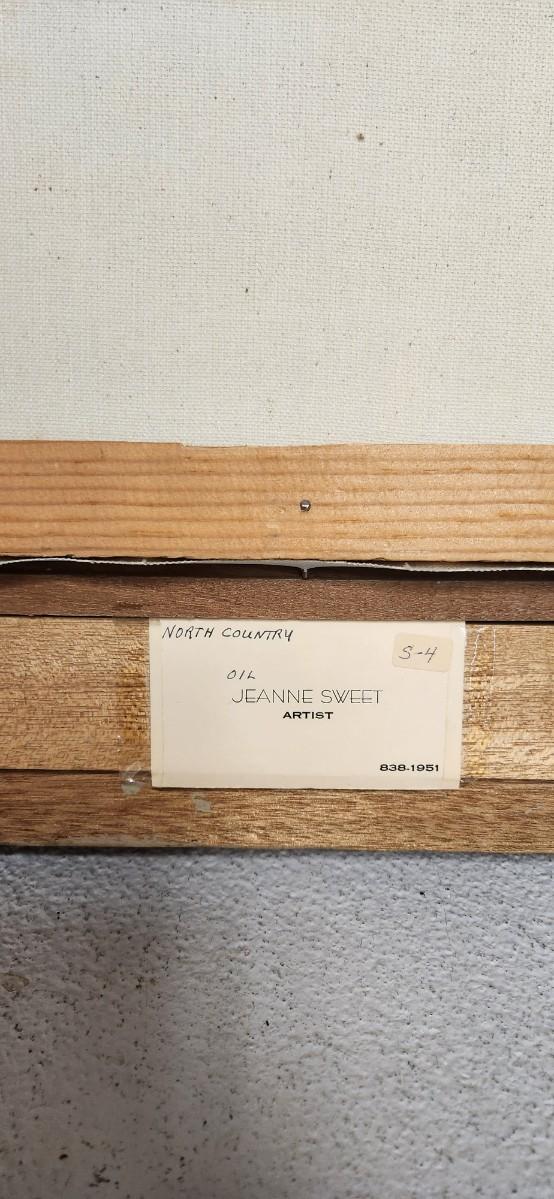 NORTH COUNTRY
S-4
OIL
JEANNE SWEET
ARTIST
838-1951